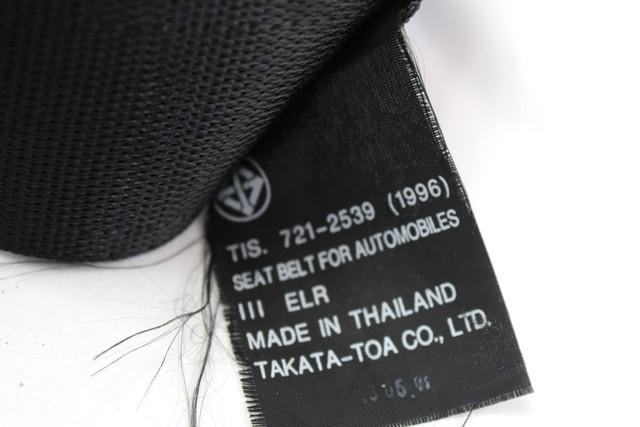 TIS. 721-2539 (1996)
SEAT BELT FOR AUTOMOBILES
III ELR
MADE IN THAILAND
TAKATA-TOA CO., LTD.